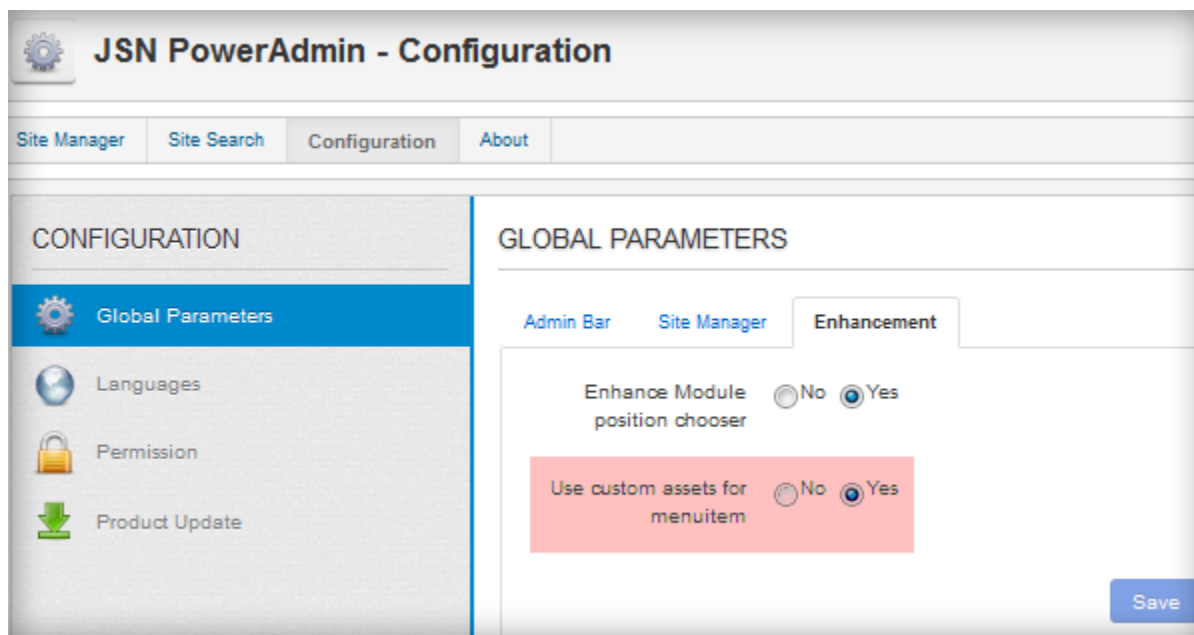 JSN PowerAdmin - Configuration
Site Manager
Site Search
Configuration
About
CONFIGURATION
Global Parameters
Languages
Permission
Product Update
GLOBAL PARAMETERS
Admin Bar
Site Manager
Enhancement
Enhance Module
position chooser
No
Yes
Use custom assets for
menuitem
No
Yes
Save